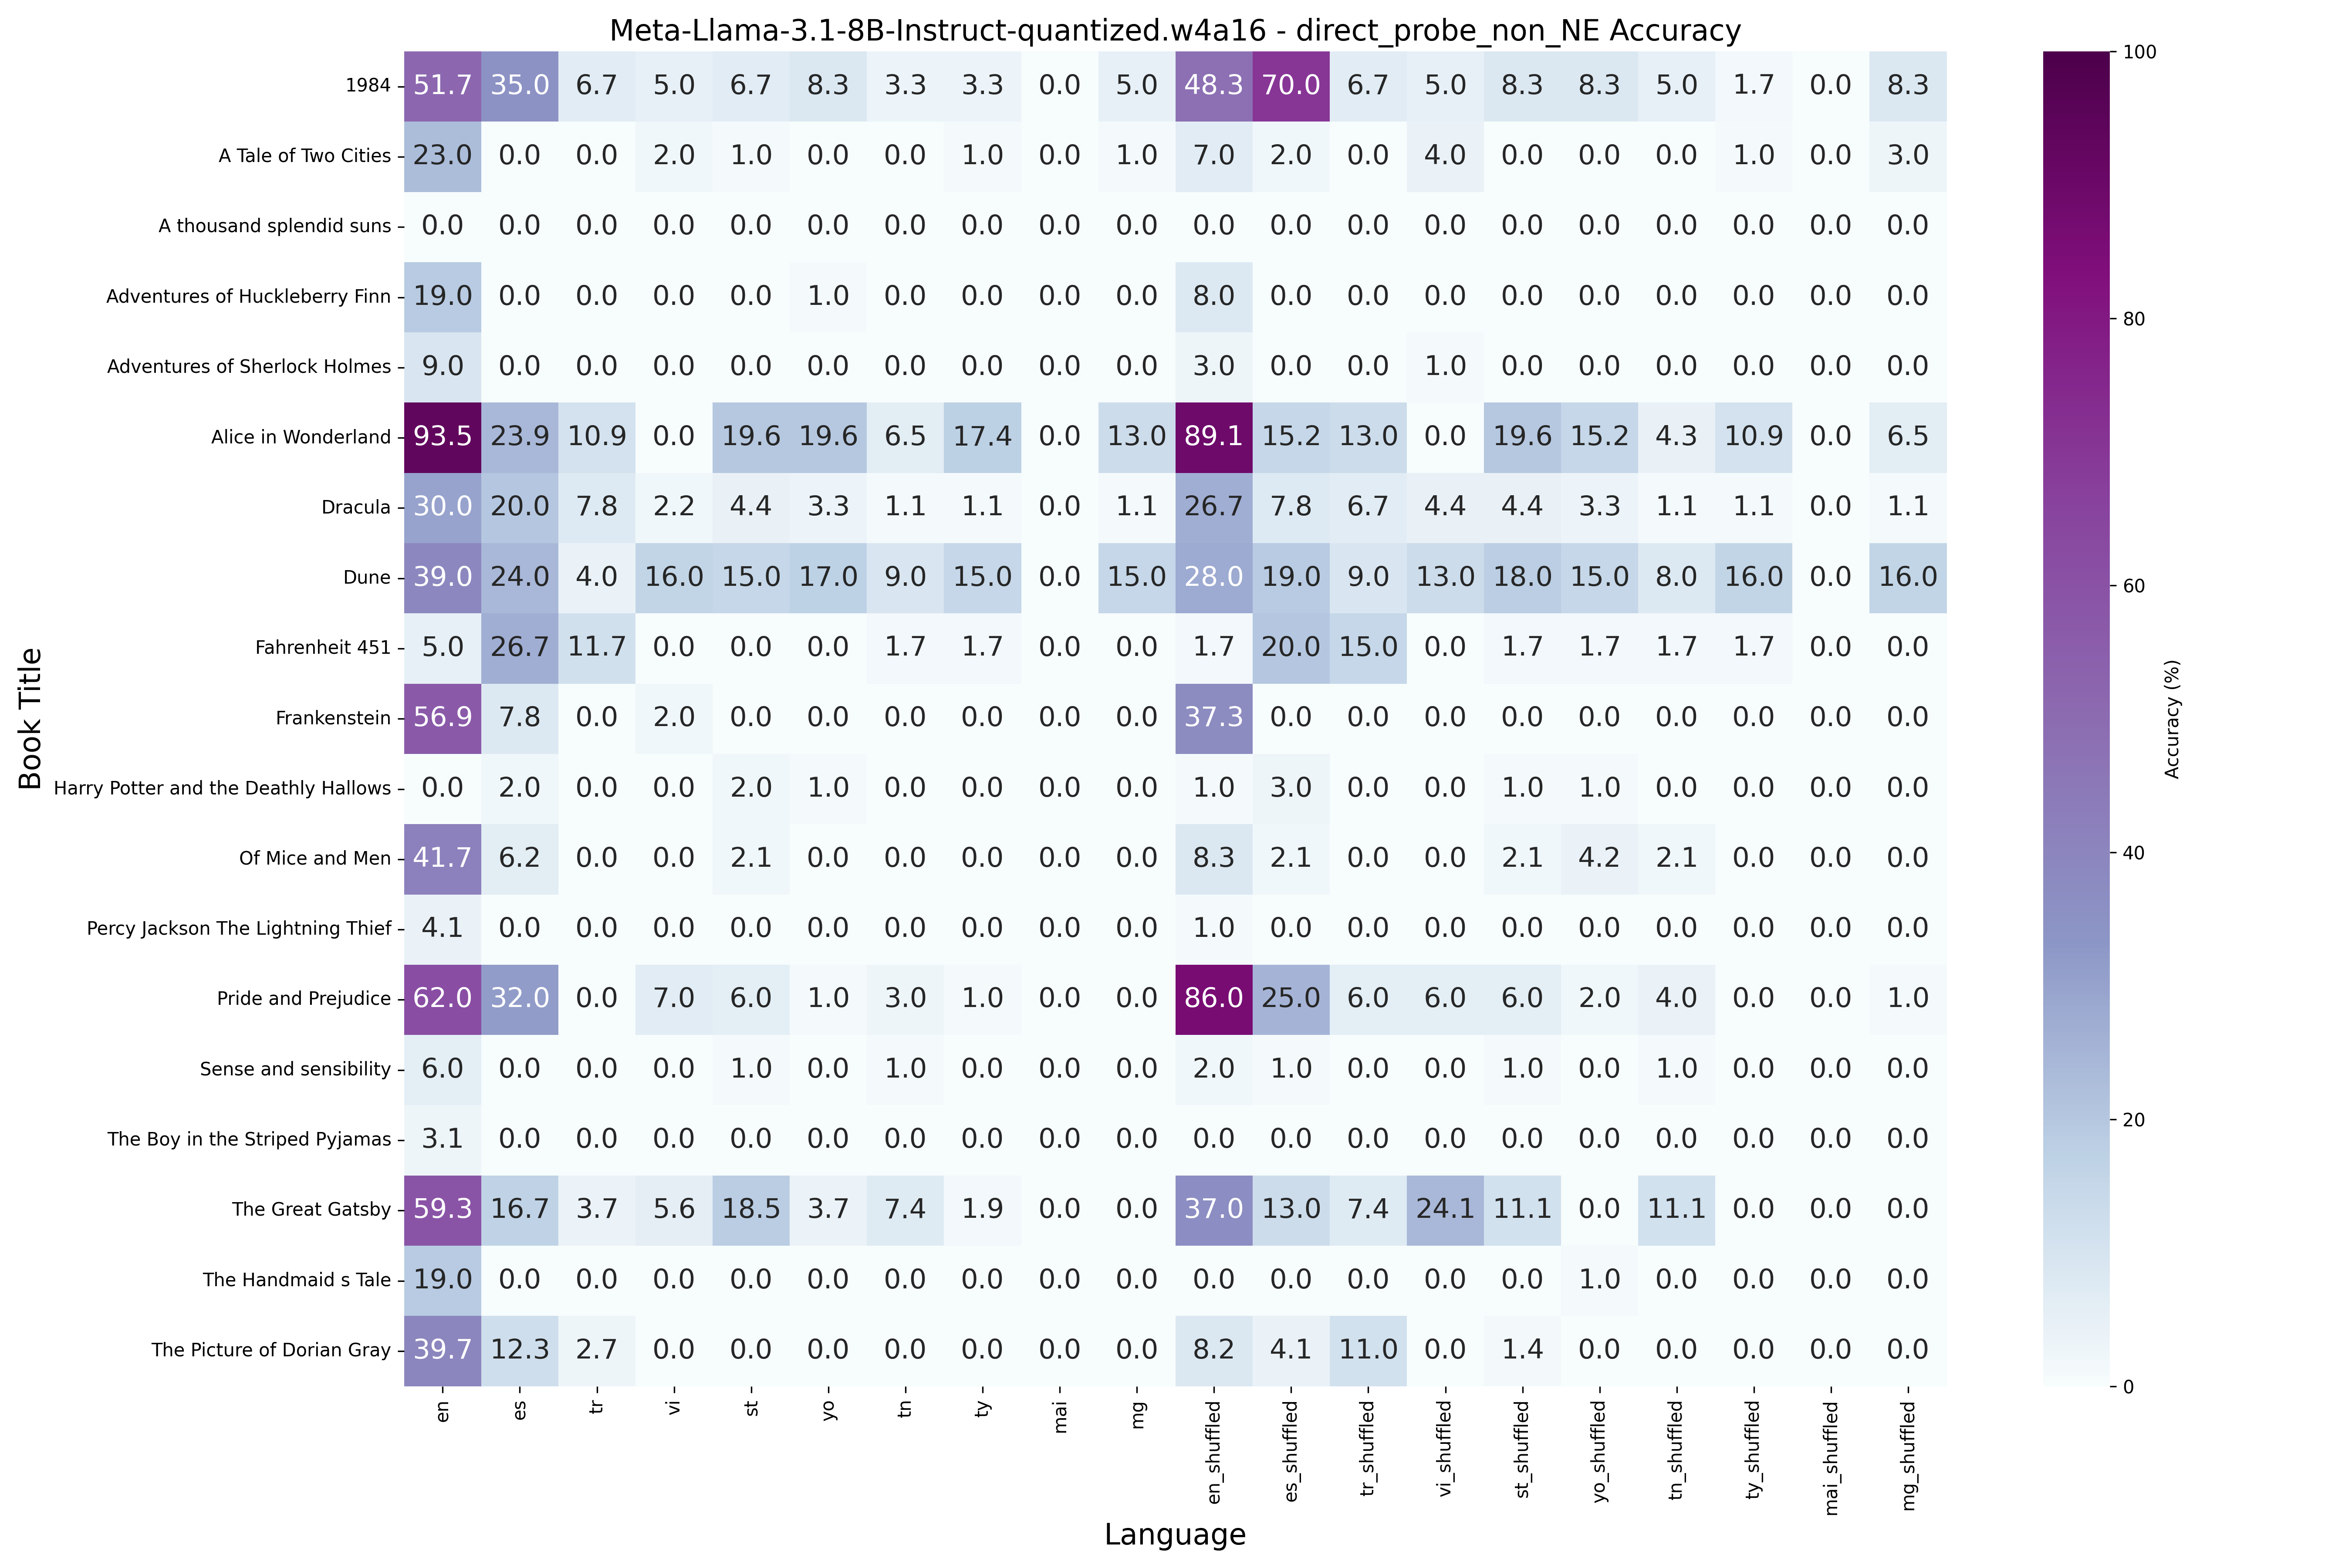 Meta-Llama-3.1-8B-Instruct-quantized.w4a16 - direct_probe_non_NE Accuracy
Book Title
1984 51.7 35.0 6.7 5.0 6.7 8.3 3.3 3.3 0.0 5.0 48.3 70.0 6.7 5.0 8.3 8.3 5.0 1.7 0.0 8.3
A Tale of Two Cities 23.0 0.0 0.0 2.0 1.0 0.0 0.0 1.0 0.0 1.0 7.0 2.0 0.0 4.0 0.0 0.0 0.0 1.0 0.0 3.0
A thousand splendid suns 0.0 0.0 0.0 0.0 0.0 0.0 0.0 0.0 0.0 0.0 0.0 0.0 0.0 0.0 0.0 0.0 0.0 0.0 0.0 0.0
Adventures of Huckleberry Finn 19.0 0.0 0.0 0.0 0.0 1.0 0.0 0.0 0.0 0.0 8.0 0.0 0.0 0.0 0.0 0.0 0.0 0.0 0.0 0.0
Adventures of Sherlock Holmes 9.0 0.0 0.0 0.0 0.0 0.0 0.0 0.0 0.0 0.0 3.0 0.0 0.0 1.0 0.0 0.0 0.0 0.0 0.0 0.0
Alice in Wonderland 93.5 23.9 10.9 0.0 19.6 19.6 6.5 17.4 0.0 13.0 89.1 15.2 13.0 0.0 19.6 15.2 4.3 10.9 0.0 6.5
Dracula 30.0 20.0 7.8 2.2 4.4 3.3 1.1 1.1 0.0 1.1 26.7 7.8 6.7 4.4 4.4 3.3 1.1 1.1 0.0 1.1
Dune 39.0 24.0 4.0 16.0 15.0 17.0 9.0 15.0 0.0 15.0 28.0 19.0 9.0 13.0 18.0 15.0 8.0 16.0 0.0 16.0
Fahrenheit 451 5.0 26.7 11.7 0.0 0.0 0.0 1.7 1.7 0.0 0.0 1.7 20.0 15.0 0.0 1.7 1.7 1.7 1.7 0.0 0.0
Frankenstein 56.9 7.8 0.0 2.0 0.0 0.0 0.0 0.0 0.0 0.0 37.3 0.0 0.0 0.0 0.0 0.0 0.0 0.0 0.0 0.0
Harry Potter and the Deathly Hallows 0.0 2.0 0.0 0.0 2.0 1.0 0.0 0.0 0.0 0.0 1.0 3.0 0.0 0.0 1.0 1.0 0.0 0.0 0.0 0.0
Of Mice and Men 41.7 6.2 0.0 0.0 2.1 0.0 0.0 0.0 0.0 0.0 8.3 2.1 0.0 0.0 2.1 4.2 2.1 0.0 0.0 0.0
Percy Jackson The Lightning Thief 4.1 0.0 0.0 0.0 0.0 0.0 0.0 0.0 0.0 0.0 1.0 0.0 0.0 0.0 0.0 0.0 0.0 0.0 0.0 0.0
Pride and Prejudice 62.0 32.0 0.0 7.0 6.0 1.0 3.0 1.0 0.0 0.0 86.0 25.0 6.0 6.0 6.0 2.0 4.0 0.0 0.0 1.0
Sense and sensibility 6.0 0.0 0.0 0.0 1.0 0.0 1.0 0.0 0.0 0.0 2.0 1.0 0.0 0.0 1.0 0.0 1.0 0.0 0.0 0.0
The Boy in the Striped Pyjamas 3.1 0.0 0.0 0.0 0.0 0.0 0.0 0.0 0.0 0.0 0.0 0.0 0.0 0.0 0.0 0.0 0.0 0.0 0.0 0.0
The Great Gatsby 59.3 16.7 3.7 5.6 18.5 3.7 7.4 1.9 0.0 0.0 37.0 13.0 7.4 24.1 11.1 0.0 11.1 0.0 0.0 0.0
The Handmaid s Tale 19.0 0.0 0.0 0.0 0.0 0.0 0.0 0.0 0.0 0.0 0.0 0.0 0.0 0.0 0.0 1.0 0.0 0.0 0.0 0.0
The Picture of Dorian Gray 39.7 12.3 2.7 0.0 0.0 0.0 0.0 0.0 0.0 0.0 8.2 4.1 11.0 0.0 1.4 0.0 0.0 0.0 0.0 0.0
en es tr vi st yo tn ty mai mg en_shuffled es_shuffled tr_shuffled vi_shuffled st_shuffled yo_shuffled tn_shuffled ty_shuffled mai_shuffled mg_shuffled
Language
100
80
60
40
20
0
Accuracy (%)